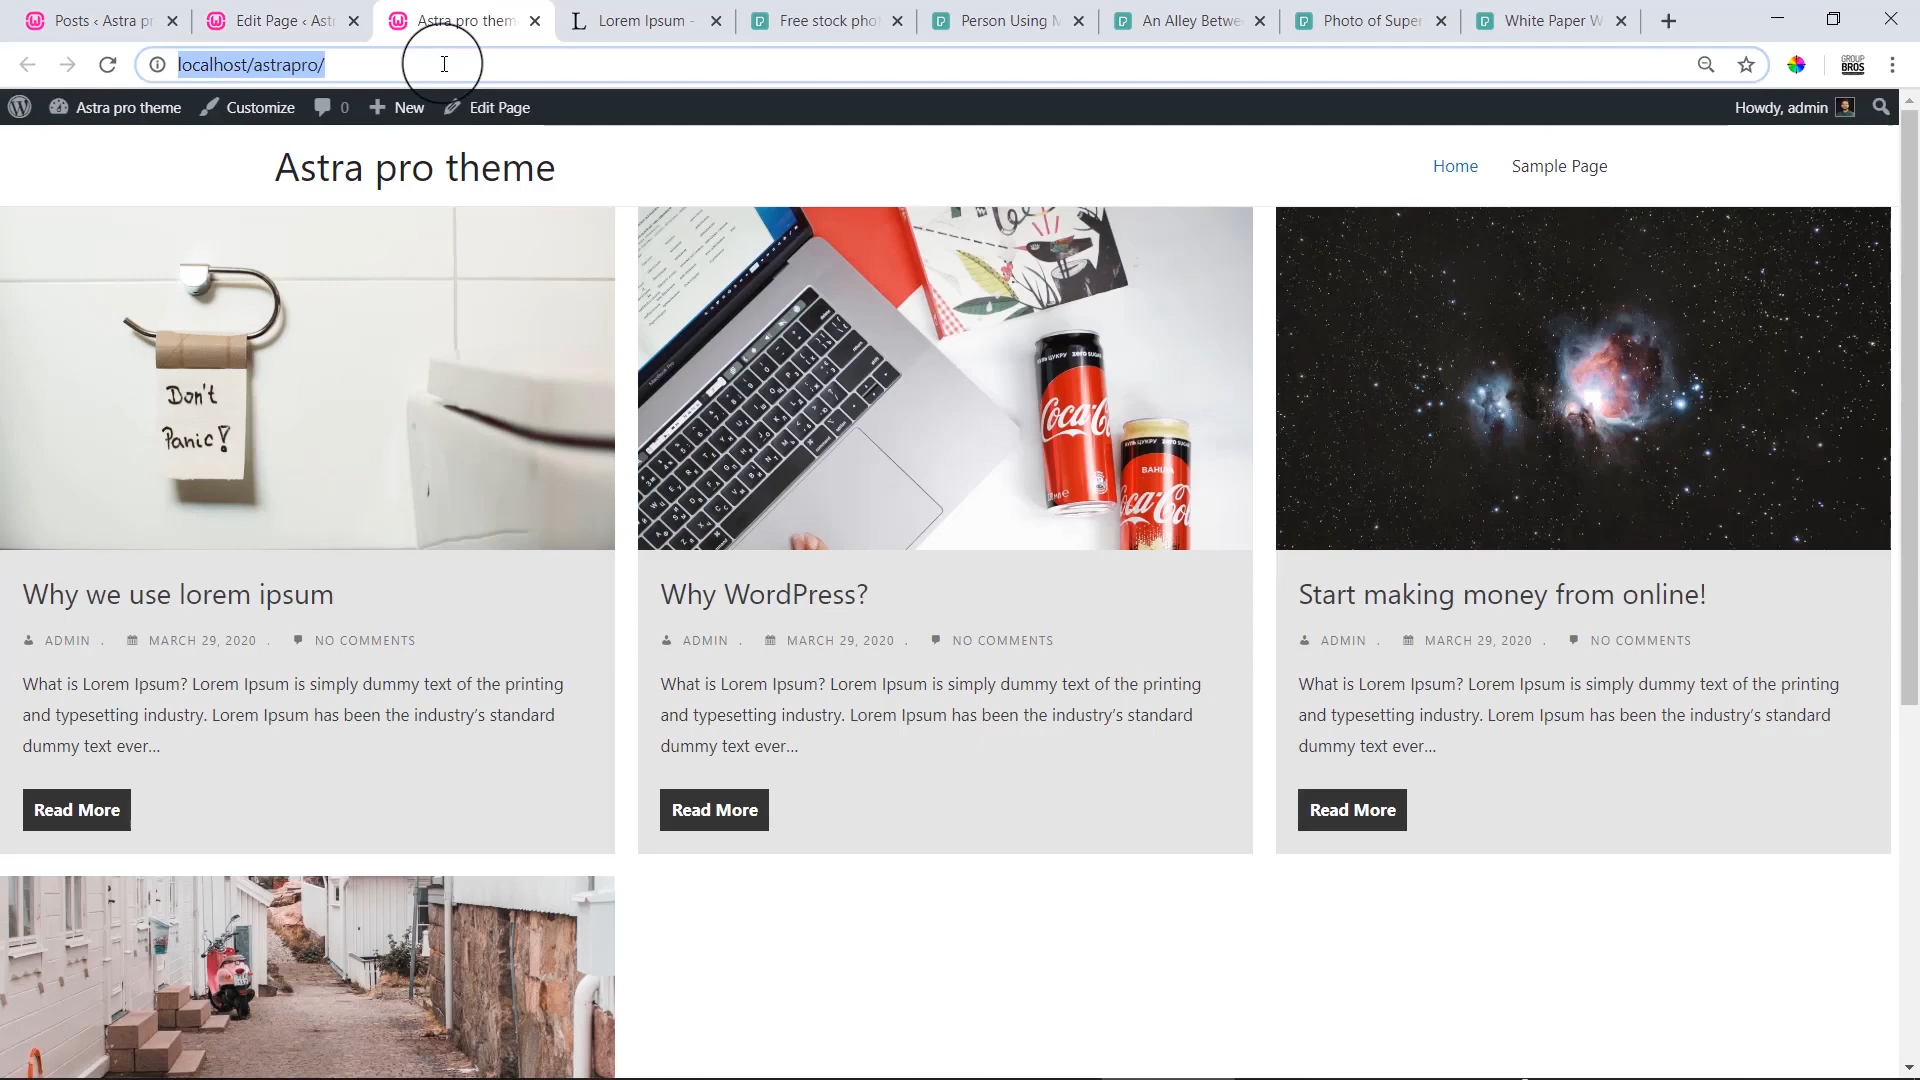 Astra pro
Edit Page ‹ Ast
Astra pro them
Lorem Ipsum -
Free stock pho
Person Using M
An Alley Betwe
Photo of Super
White Paper W
localhost/astrapro/
GROUP
BROS
Astra pro theme
Customize
0
New
Edit Page
Howdy, admin
Astra pro theme
Home
Sample Page
Don't
Panic!
Coca-Co
ВАНІЛ
Why we use lorem ipsum
ADMIN . MARCH 29, 2020 . NO COMMENTS
What is Lorem Ipsum? Lorem Ipsum is simply dummy text of the printing
and typesetting industry. Lorem Ipsum has been the industry’s standard
dummy text ever…
Read More
Why WordPress?
ADMIN . MARCH 29, 2020 . NO COMMENTS
What is Lorem Ipsum? Lorem Ipsum is simply dummy text of the printing
and typesetting industry. Lorem Ipsum has been the industry’s standard
dummy text ever…
Read More
Start making money from online!
ADMIN . MARCH 29, 2020 . NO COMMENTS
What is Lorem Ipsum? Lorem Ipsum is simply dummy text of the printing
and typesetting industry. Lorem Ipsum has been the industry’s standard
dummy text ever…
Read More